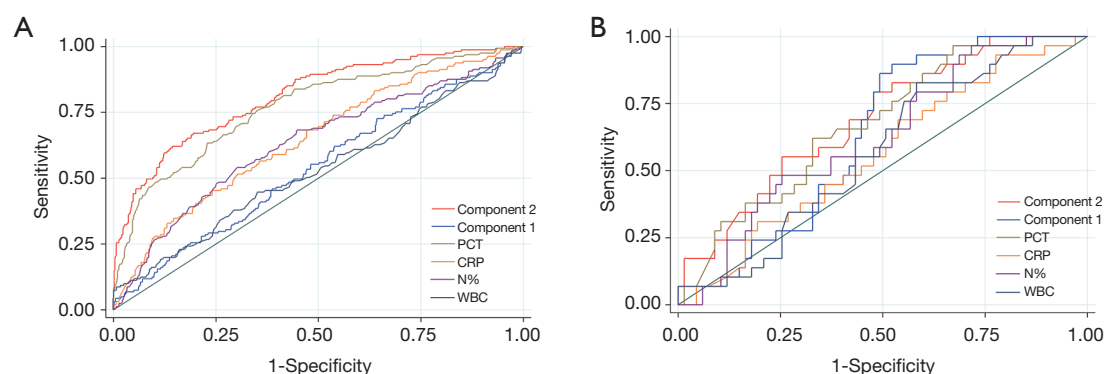 A
Sensitivity
1.00
0.75
0.50
0.25
0.00
Component 2
Component 1
PCT
CRP
N%
WBC
0.00 0.25 0.50 0.75 1.00
1-Specificity
B
Sensitivity
1.00
0.75
0.50
0.25
0.00
Component 2
Component 1
PCT
CRP
N%
WBC
0.00 0.25 0.50 0.75 1.00
1-Specificity